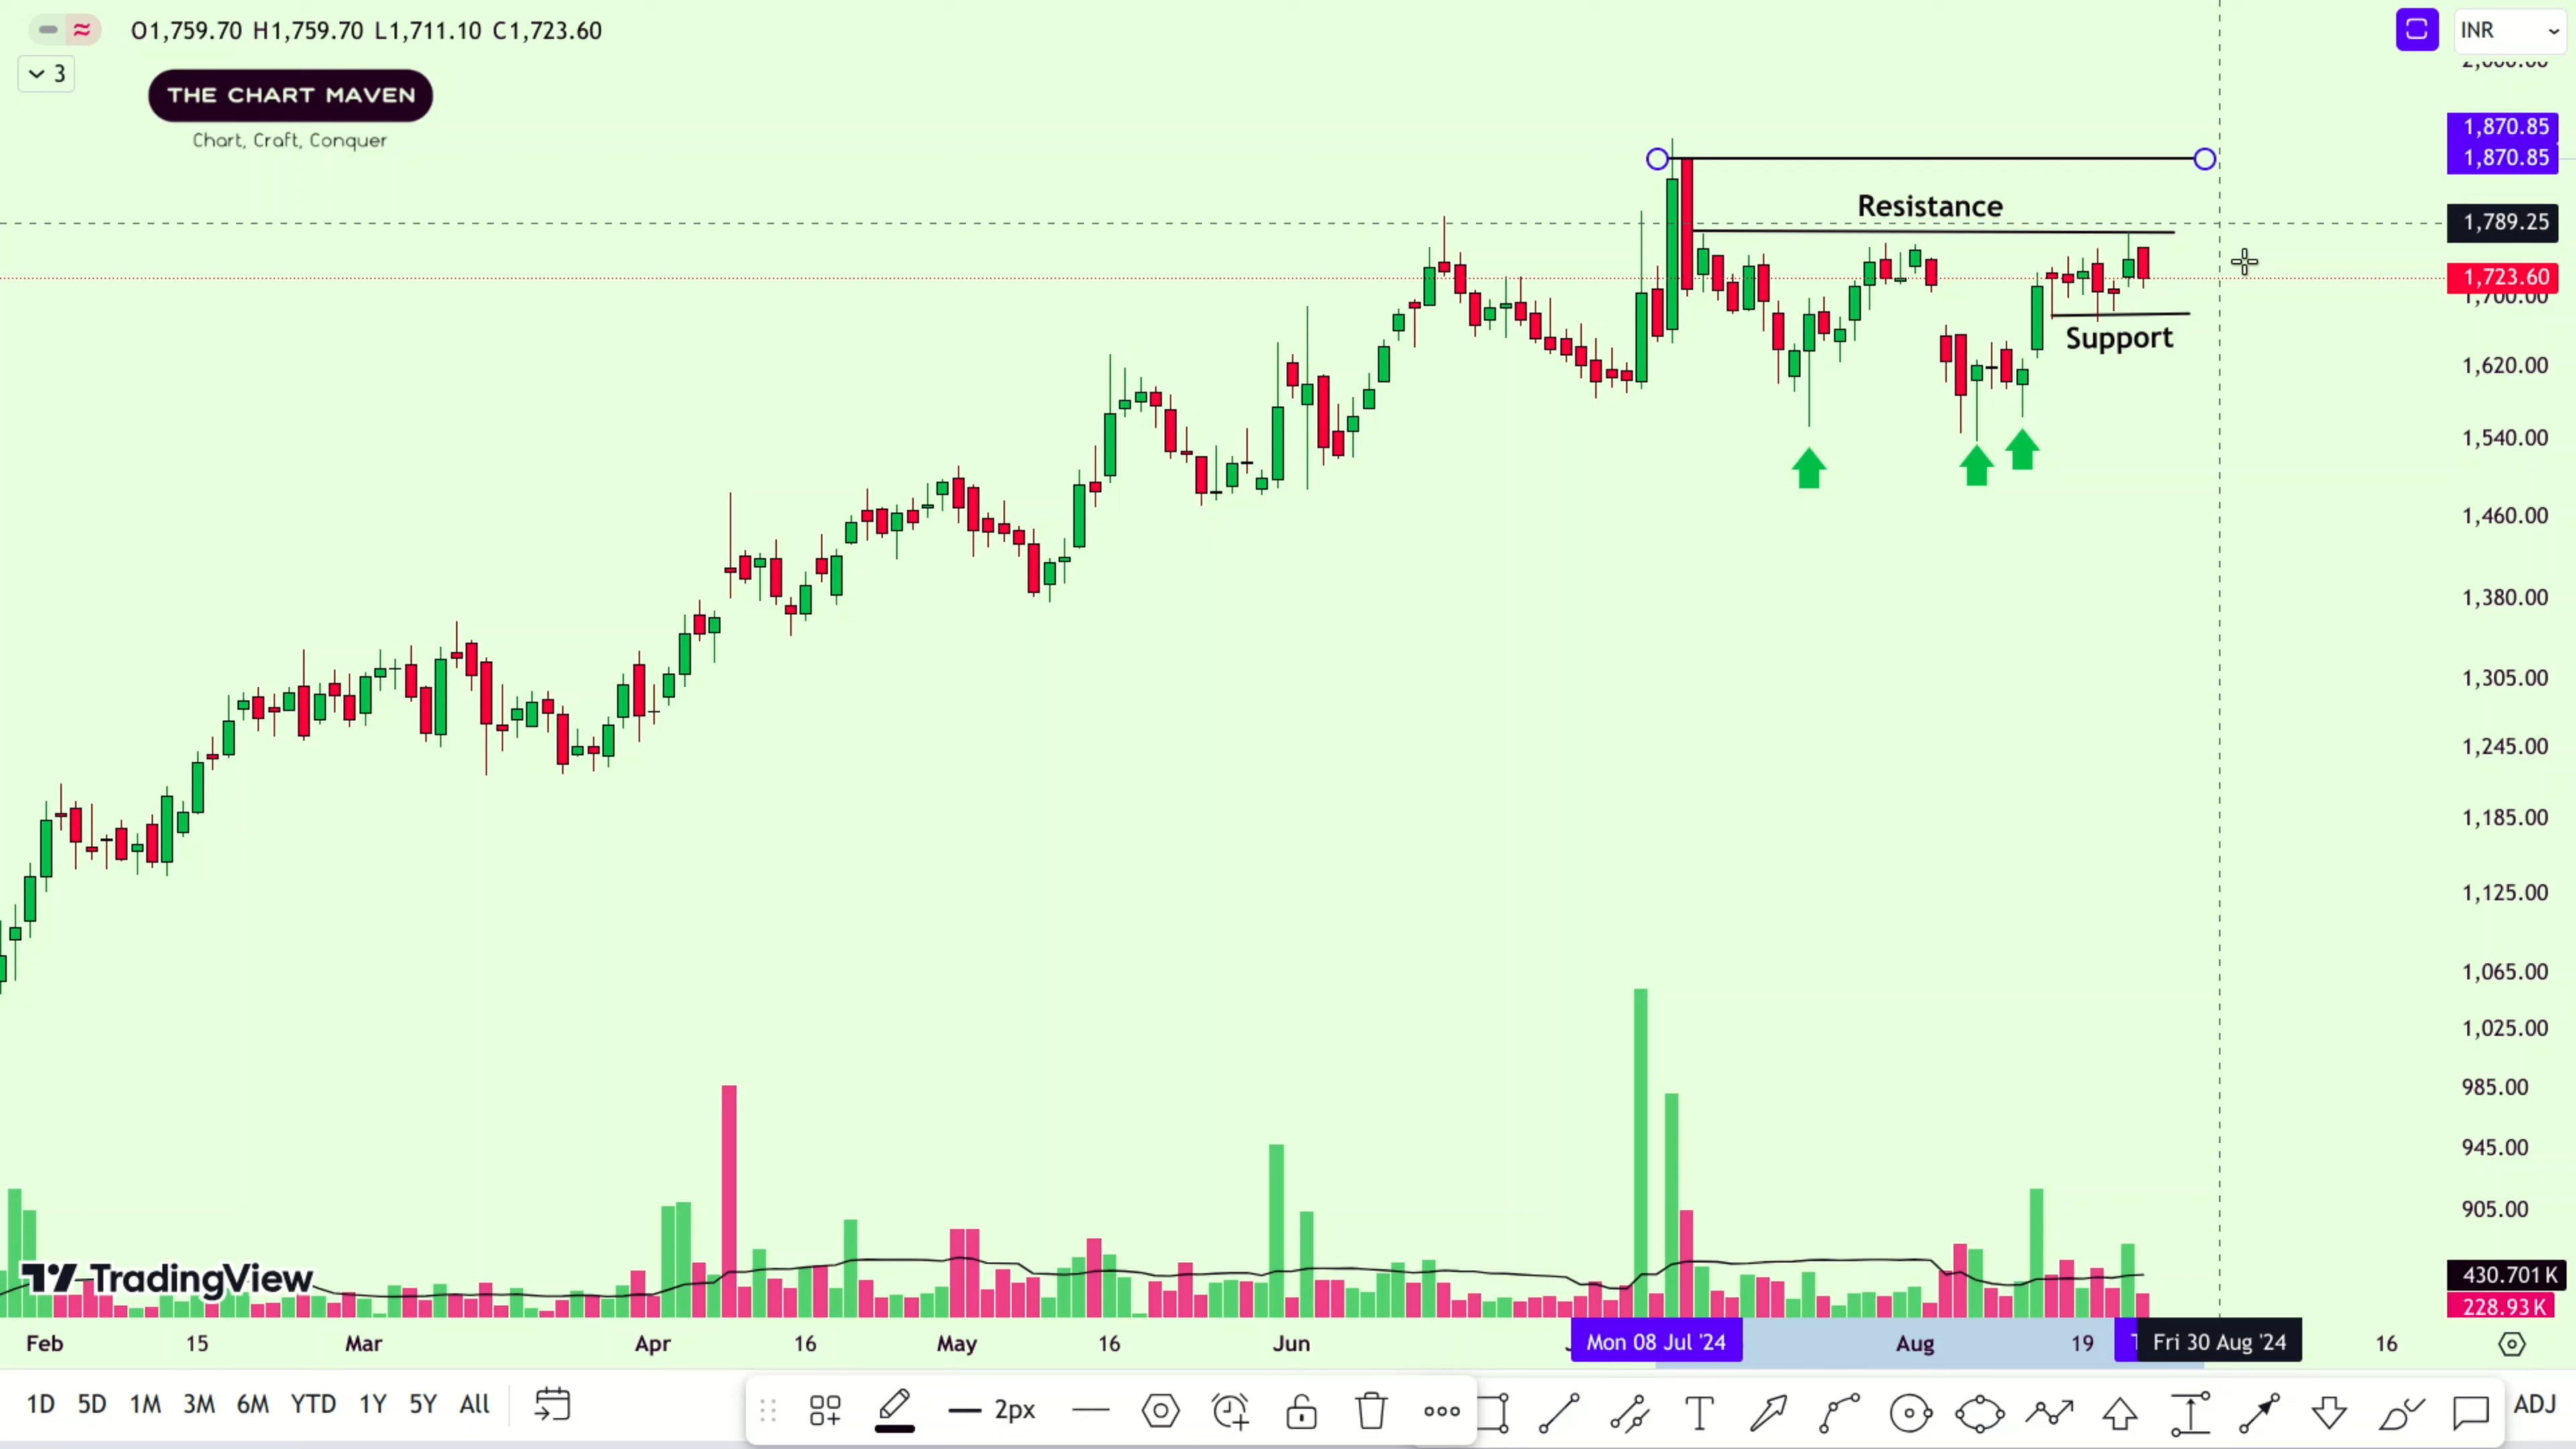 O1,759.70 H1,759.70 L1,711.10 C1,723.60
INR
3
THE CHART MAVEN
Chart, Craft, Conquer
1,870.85
1,870.85
Resistance
1,789.25
1,723.60
1,700.00
Support
1,620.00
1,540.00
1,460.00
1,380.00
1,305.00
1,245.00
1,185.00
1,125.00
1,065.00
1,025.00
985.00
945.00
905.00
TradingView
430.701 K
228.93 K
Feb 15 Mar Apr 16 May 16 Jun Mon 08 Jul '24 Aug 19 Fri 30 Aug '24 16
1D 5D 1M 3M 6M YTD 1Y 5Y All 2px T ADJ